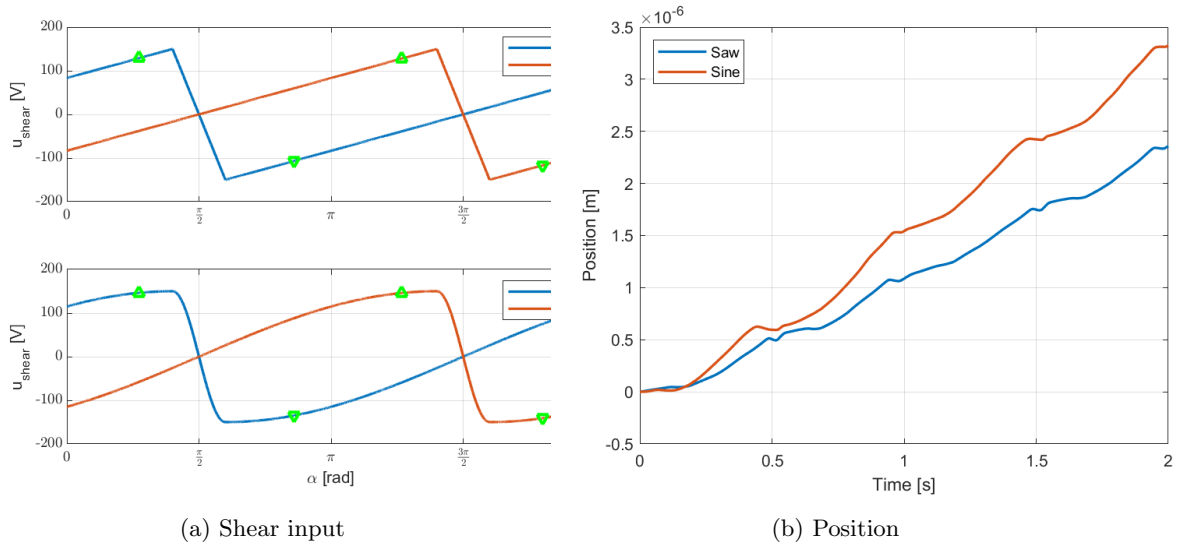 200
100
0
-100
200
u_shear [V]
0
π/2
π
3π/2
200
100
0
-100
-200
u_shear [V]
0
π/2
π
3π/2
α [rad]
(a) Shear input
×10^-6
3.5
3
2.5
2
1.5
1
0.5
0
-0.5
Position [m]
Saw
Sine
0
0.5
1
1.5
2
Time [s]
(b) Position